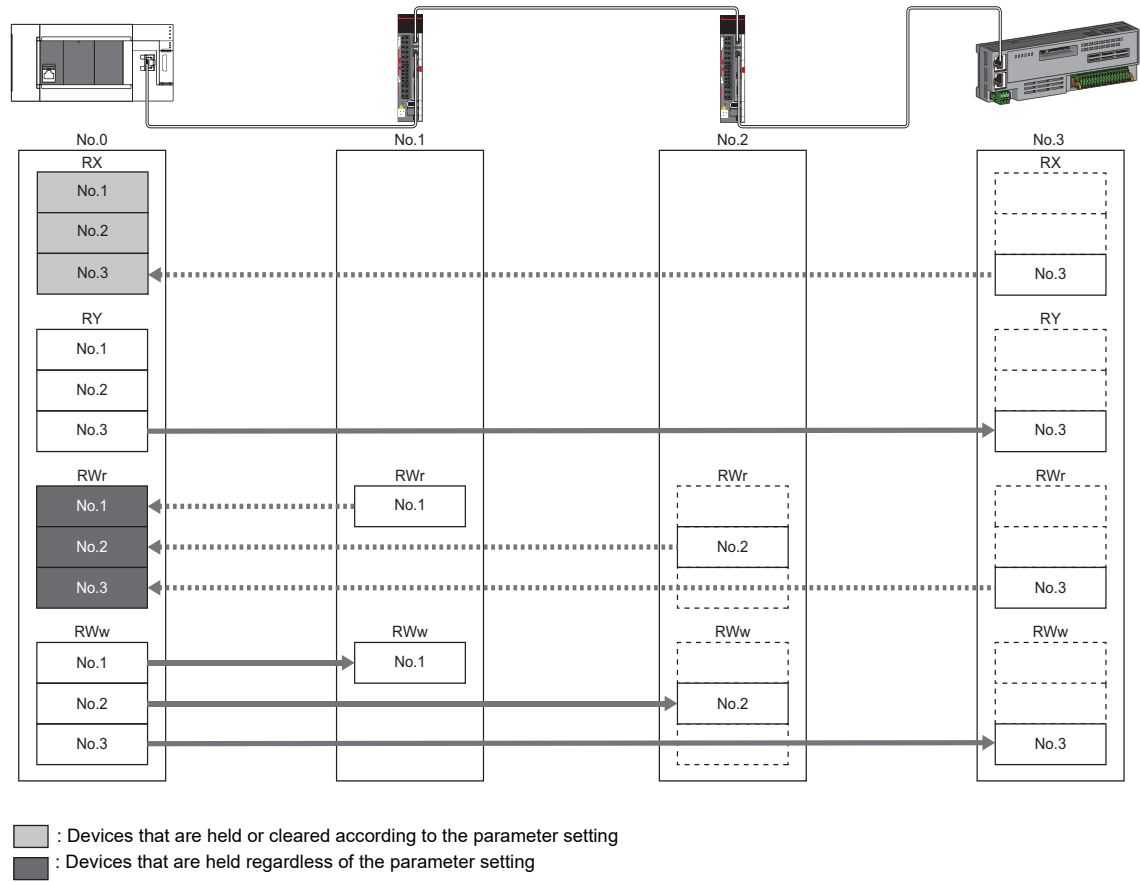 No.0 No.1 No.2 No.3
RX RX
No.1
No.2
No.3 No.3
RY RY
No.1
No.2
No.3 No.3
RWr RWr RWr RWr
No.1 No.1
No.2 No.2
No.3 No.3
RWw RWw RWw RWw
No.1 No.1
No.2 No.2
No.3 No.3
: Devices that are held or cleared according to the parameter setting
: Devices that are held regardless of the parameter setting